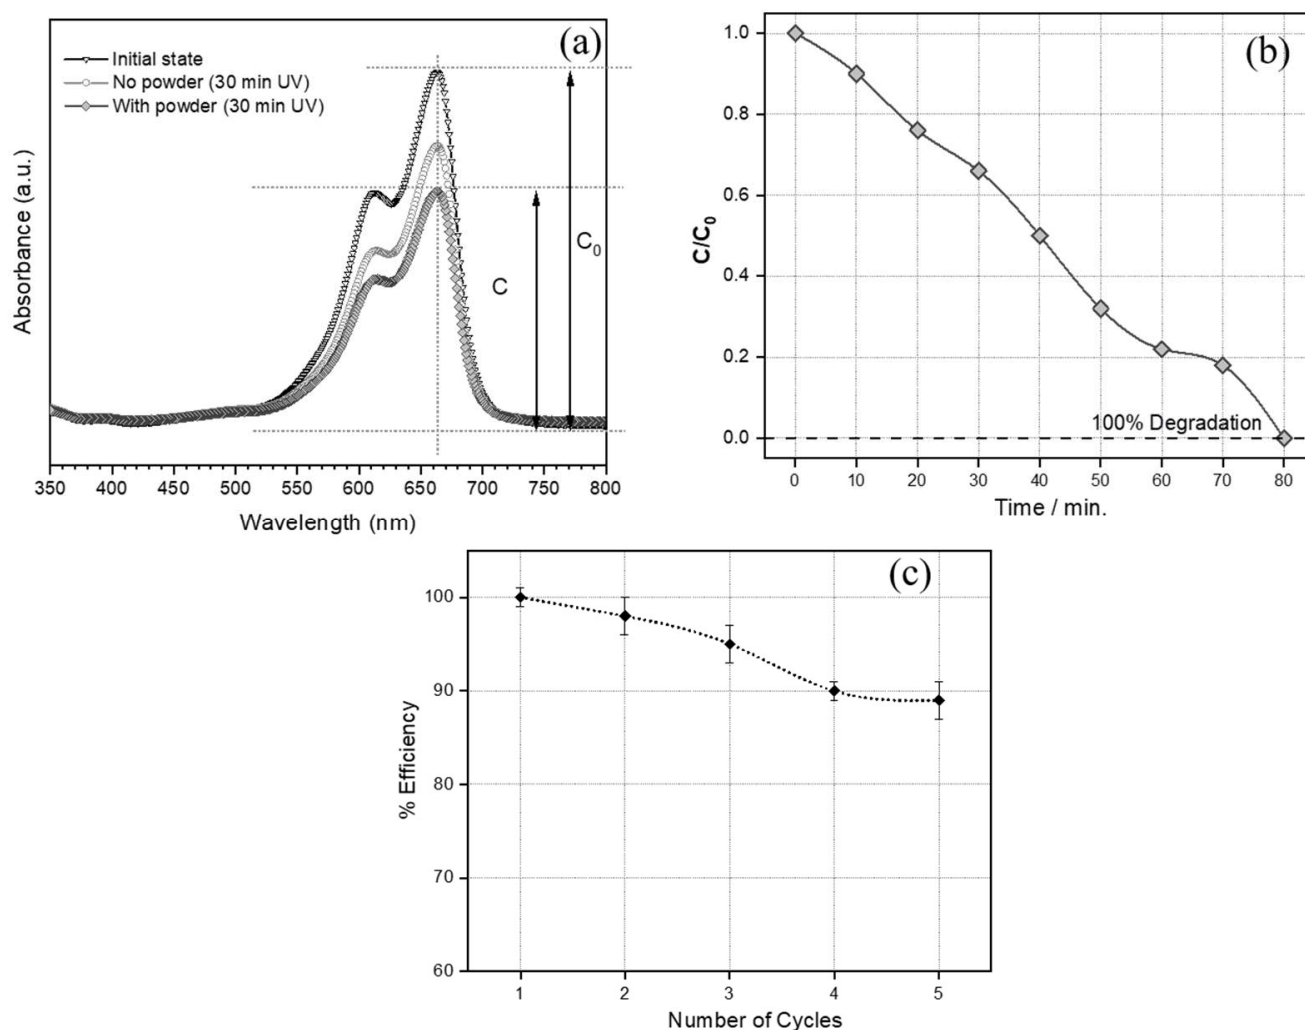 (a)
Initial state
No powder (30 min UV)
With powder (30 min UV)
C
C0
Absorbance (a.u.)
350 400 450 500 550 600 650 700 750 800
Wavelength (nm)
(b)
1.0
0.8
0.6
0.4
0.2
0.0
C/C0
100% Degradation
0 10 20 30 40 50 60 70 80
Time / min.
(c)
100
90
80
70
60
% Efficiency
1 2 3 4 5
Number of Cycles